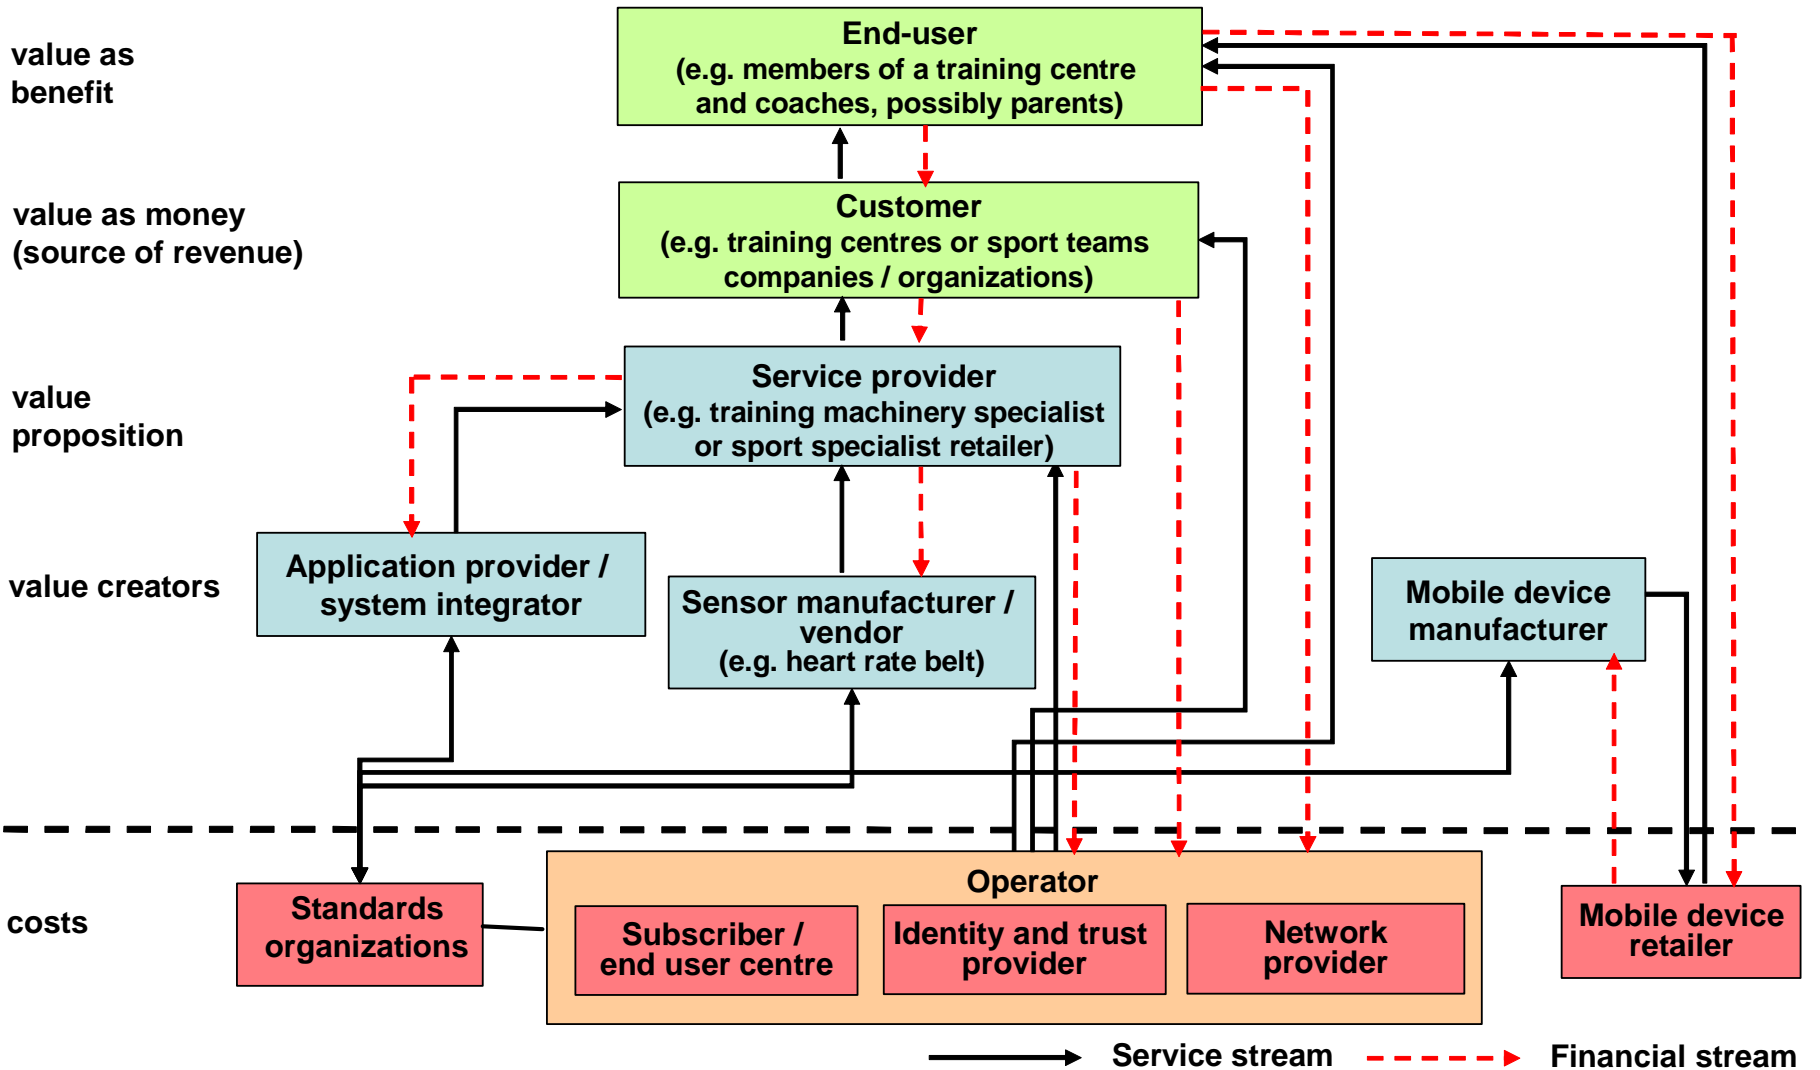 value as
benefit
End-user
(e.g. members of a training centre
and coaches, possibly parents)
value as money
(source of revenue)
Customer
(e.g. training centres or sport teams
companies / organizations)
value
proposition
Service provider
(e.g. training machinery specialist
or sport specialist retailer)
value creators
Application provider /
system integrator
Sensor manufacturer /
vendor
(e.g. heart rate belt)
Mobile device
manufacturer
costs
Standards
organizations
Operator
Subscriber /
end user centre
Identity and trust
provider
Network
provider
Mobile device
retailer
Service stream
Financial stream